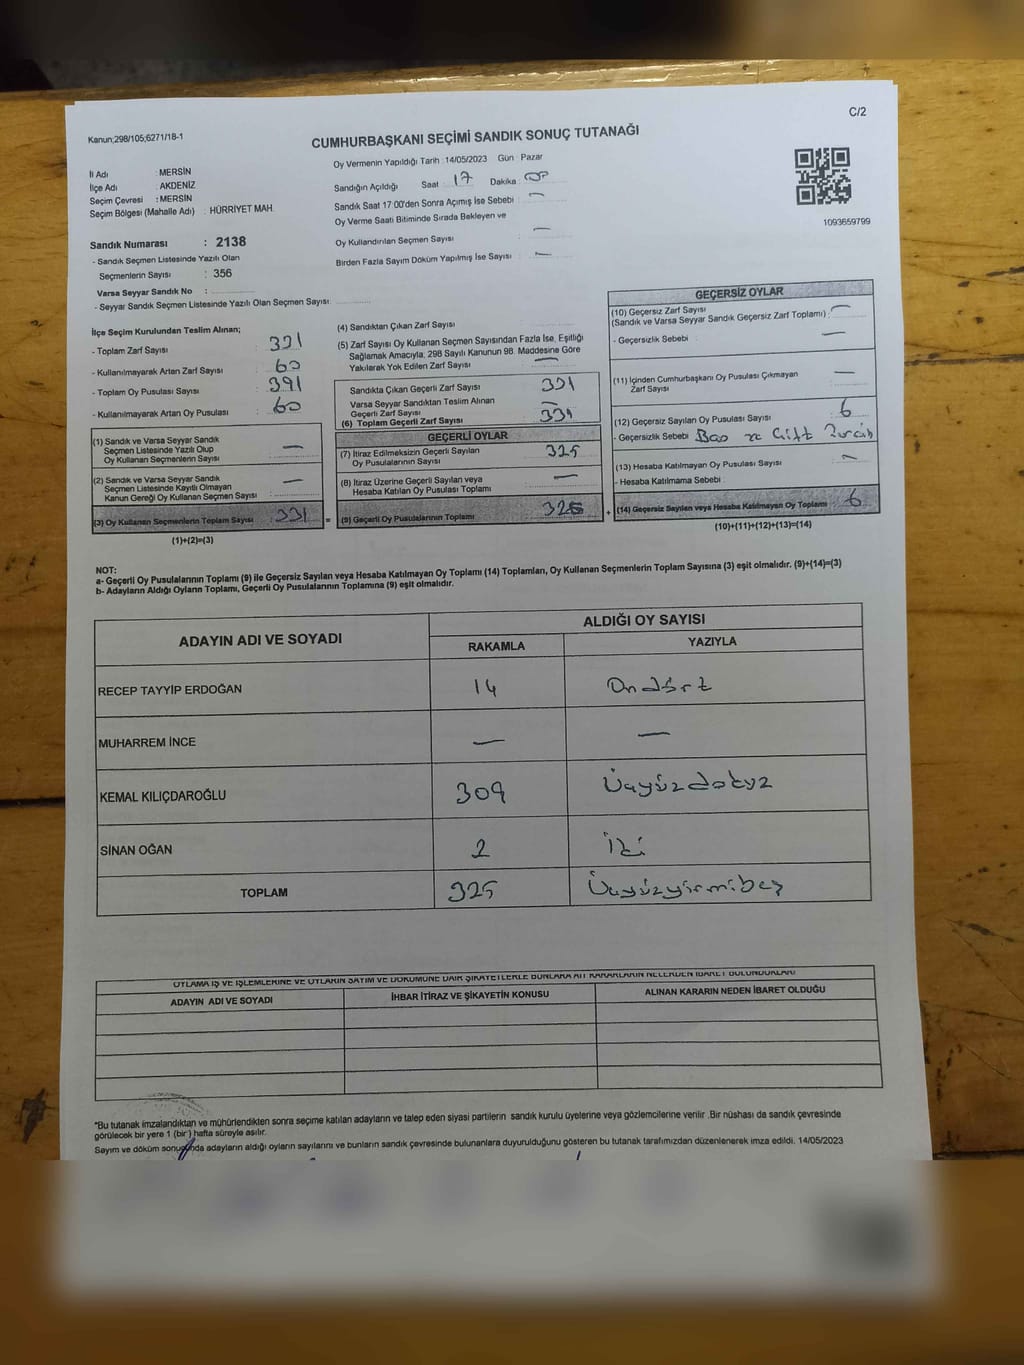 C/2
Kanun;298/105;6271/18-1
CUMHURBAŞKANI SEÇİMİ SANDIK SONUÇ TUTANAĞI
İl Adı : MERSİN
İlçe Adı : AKDENİZ
Seçim Çevresi : MERSİN
Seçim Bölgesi (Mahalle Adı) : HÜRRİYET MAH.
Oy Vermenin Yapıldığı Tarih : 14/05/2023 Gün : Pazar
Sandığın Açıldığı Saat : 17 Dakika :
Sandık Saat 17:00'den Sonra Açımış İse Sebebi : —
Oy Verme Saati Bitiminde Sırada Bekleyen ve
Oy Kullandırılan Seçmen Sayısı : —
Birden Fazla Sayım Döküm Yapılmış İse Sayısı : —
1093659799
Sandık Numarası : 2138
- Sandık Seçmen Listesinde Yazılı Olan
Seçmenlerin Sayısı : 356
Varsa Seyyar Sandık No :
- Seyyar Sandık Seçmen Listesinde Yazılı Olan Seçmen Sayısı:
İlçe Seçim Kurulundan Teslim Alınan;
- Toplam Zarf Sayısı : 391
- Kullanılmayarak Artan Zarf Sayısı : 60
- Toplam Oy Pusulası Sayısı : 391
- Kullanılmayarak Artan Oy Pusulası : 60
(1) Sandık ve Varsa Seyyar Sandık
Seçmen Listesinde Yazılı Olup
Oy Kullanan Seçmenlerin Sayısı : —
(2) Sandık ve Varsa Seyyar Sandık
Seçmen Listesinde Kayıtlı Olmayan
Kanun Gereği Oy Kullanan Seçmen Sayısı : —
(3) Oy Kullanan Seçmenlerin Toplam Sayısı : 331 =
(1)+(2)=(3)
(4) Sandıktan Çıkan Zarf Sayısı :
(5) Zarf Sayısı Oy Kullanan Seçmen Sayısından Fazla İse, Eşitliği
Sağlamak Amacıyla, 298 Sayılı Kanunun 98. Maddesine Göre
Yakılarak Yok Edilen Zarf Sayısı : —
Sandıkta Çıkan Geçerli Zarf Sayısı : 331
Varsa Seyyar Sandıktan Teslim Alınan
Geçerli Zarf Sayısı : —
(6) Toplam Geçerli Zarf Sayısı : 331
GEÇERLİ OYLAR
(7) İtiraz Edilmeksizin Geçerli Sayılan
Oy Pusulasının Sayısı : 325
(8) İtiraz Üzerine Geçerli Sayılan veya
Hesaba Katılan Oy Pusulası Toplamı : —
(9) Geçerli Oy Pusulalarının Toplamı : 325 +
GEÇERSİZ OYLAR
(10) Geçersiz Zarf Sayısı
(Sandık ve Varsa Seyyar Sandık Geçersiz Zarf Toplamı) : —
- Geçersizlik Sebebi : —
(11) İçinden Cumhurbaşkanı Oy Pusulası Çıkmayan
Zarf Sayısı : —
(12) Geçersiz Sayılan Oy Pusulası Sayısı : 6
- Geçersizlik Sebebi :
(13) Hesaba Katılmayan Oy Pusulası Sayısı : —
- Hesaba Katılmama Sebebi :
(14) Geçersiz Sayılan veya Hesaba Katılmayan Oy Toplamı : 6
(10)+(11)+(12)+(13)=(14)
NOT:
a- Geçerli Oy Pusulalarının Toplamı (9) ile Geçersiz Sayılan veya Hesaba Katılmayan Oy Toplamı (14) Toplamları, Oy Kullanan Seçmenlerin Toplam Sayısına (3) eşit olmalıdır. (9)+(14)=(3)
b- Adayların Aldığı Oyların Toplamı, Geçerli Oy Pusulalarının Toplamına (9) eşit olmalıdır.
ADAYIN ADI VE SOYADI
ALDIĞI OY SAYISI
RAKAMLA YAZIYLA
RECEP TAYYİP ERDOĞAN 14 On dört
MUHARREM İNCE — —
KEMAL KILIÇDAROĞLU 309 Üçyüzdokuz
SİNAN OĞAN 2 İki
TOPLAM 325 Üçyüzyirmibeş
OYLAMA İŞ VE İŞLEMLERİNE VE OYLARIN SAYIM VE DÖKÜMÜNE DAİR ŞİKAYETLERLE BUNLARA AİT KARARLARIN NELERDEN İBARET BULUNDUKLARI
ADAYIN ADI VE SOYADI İHBAR İTİRAZ VE ŞİKAYETİN KONUSU ALINAN KARARIN NEDEN İBARET OLDUĞU
*Bu tutanak imzalandıktan ve mühürlendikten sonra seçime katılan adayların ve talep eden siyasi partilerin sandık kurulu üyelerine veya gözlemcilerine verilir .Bir nüshası da sandık çevresinde
görülecek bir yere 1 (bir) hafta süreyle asılır.
Sayım ve döküm sonucunda adayların aldığı oyların sayılarını ve bunların sandık çevresinde bulunanlara duyurulduğunu gösteren bu tutanak tarafımızdan düzenlenerek imza edildi. 14/05/2023